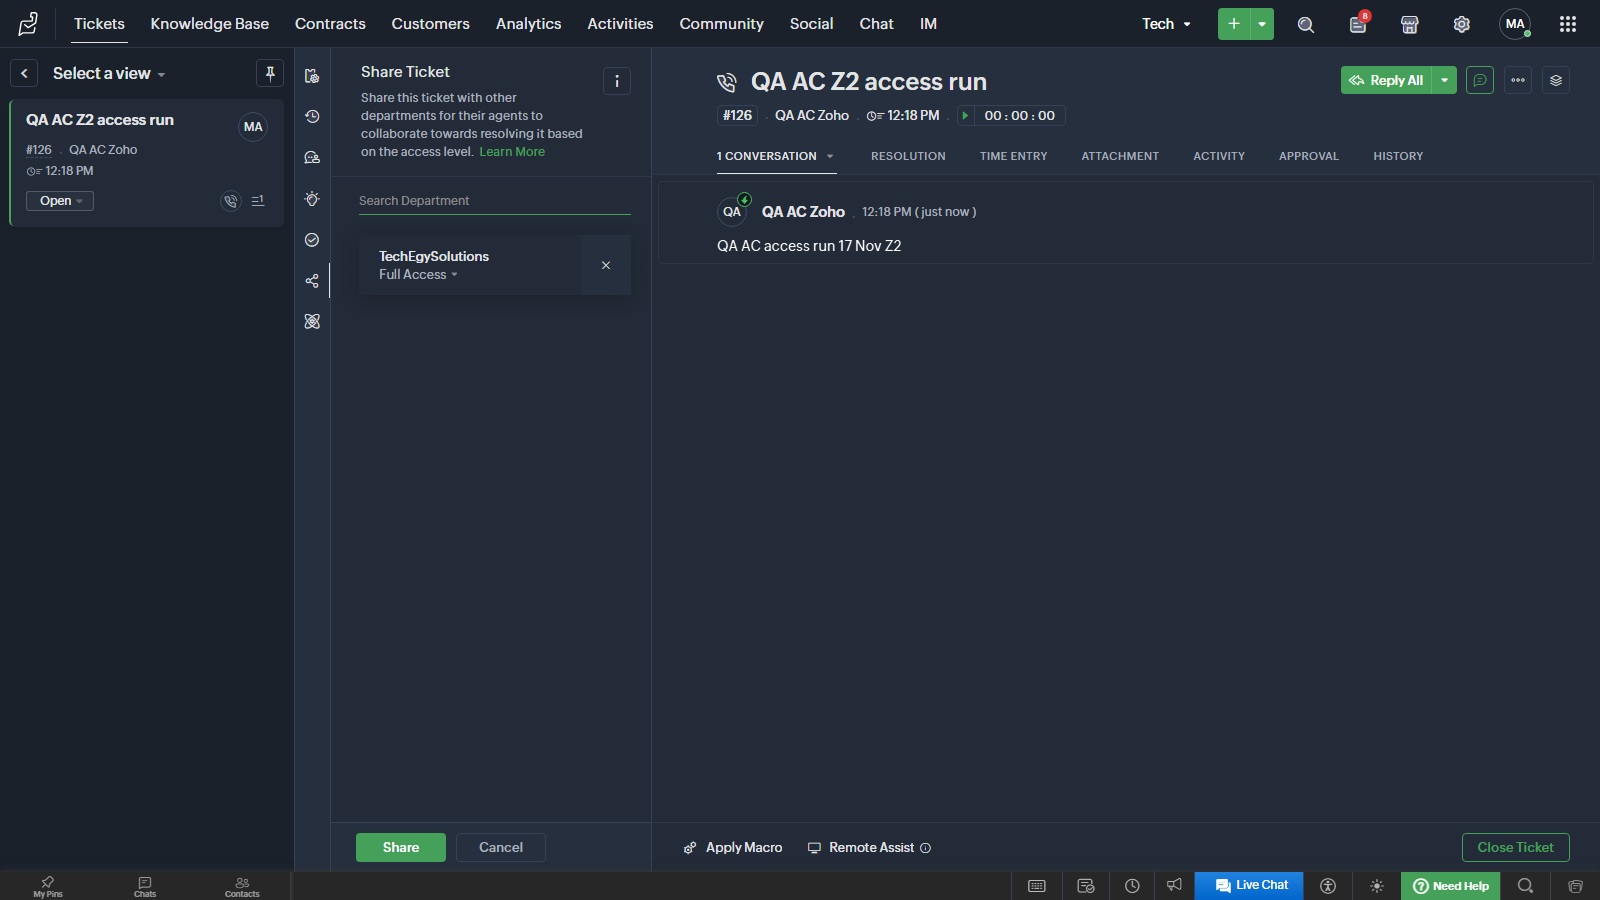 Tickets Knowledge Base Contracts Customers Analytics Activities Community Social Chat IM Tech 8 MA
Select a view
QA AC Z2 access run
MA
#126 . QA AC Zoho
12:18 PM
Open
1
Share Ticket
Share this ticket with other
departments for their agents to
collaborate towards resolving it based
on the access level. Learn More
Search Department
TechEgySolutions
Full Access
Share Cancel
QA AC Z2 access run
Reply All
#126 . QA AC Zoho . 12:18 PM . 00 : 00 : 00
1 CONVERSATION RESOLUTION TIME ENTRY ATTACHMENT ACTIVITY APPROVAL HISTORY
QA QA AC Zoho . 12:18 PM ( just now )
QA AC access run 17 Nov Z2
Apply Macro Remote Assist Close Ticket
My Pins Chats Contacts Live Chat Need Help